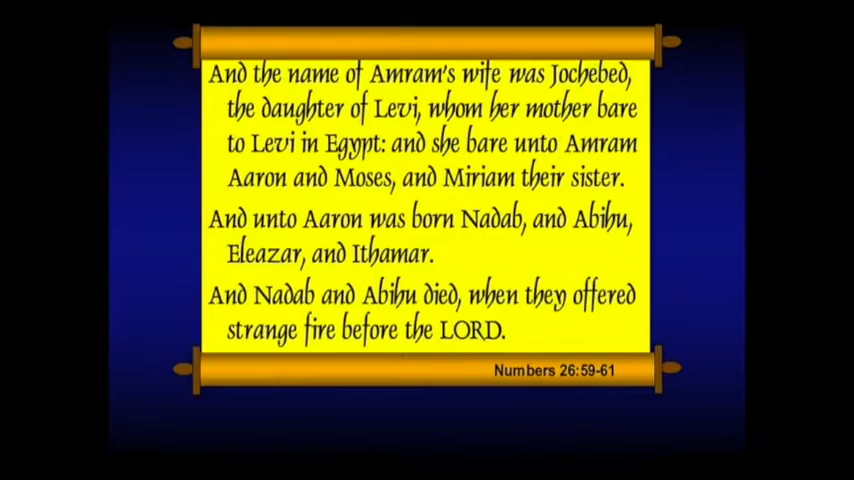 And the name of Amram's wife was Jochebed,
the daughter of Levi, whom her mother bare
to Levi in Egypt: and she bare unto Amram
Aaron and Moses, and Miriam their sister.
And unto Aaron was born Nadab, and Abihu,
Eleazar, and Ithamar.
And Nadab and Abihu died, when they offered
strange fire before the LORD.
Numbers 26:59-61